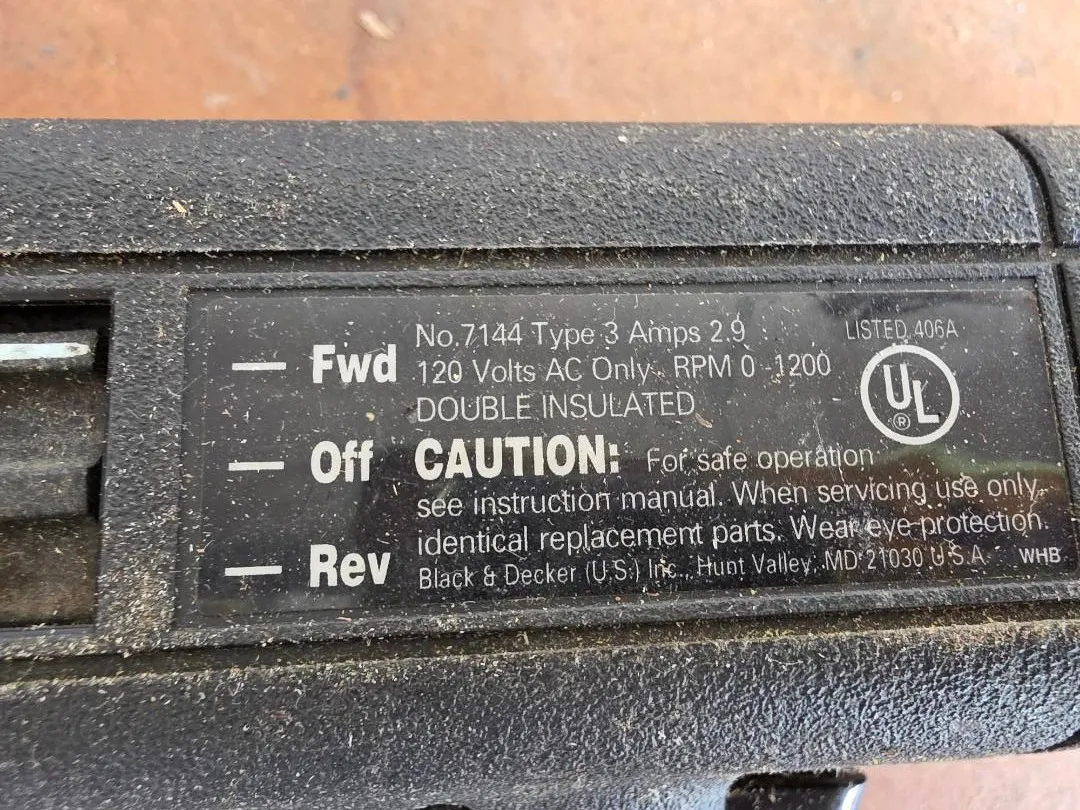 Fwd
Off
Rev
No. 7144 Type 3 Amps 2.9
120 Volts AC Only. RPM 0-1200
DOUBLE INSULATED
CAUTION: For safe operation
see instruction manual. When servicing use only
identical replacement parts. Wear eye protection.
Black & Decker (U.S.) Inc., Hunt Valley, MD 21030 U.S.A
WHB
LISTED 406A
UL
®